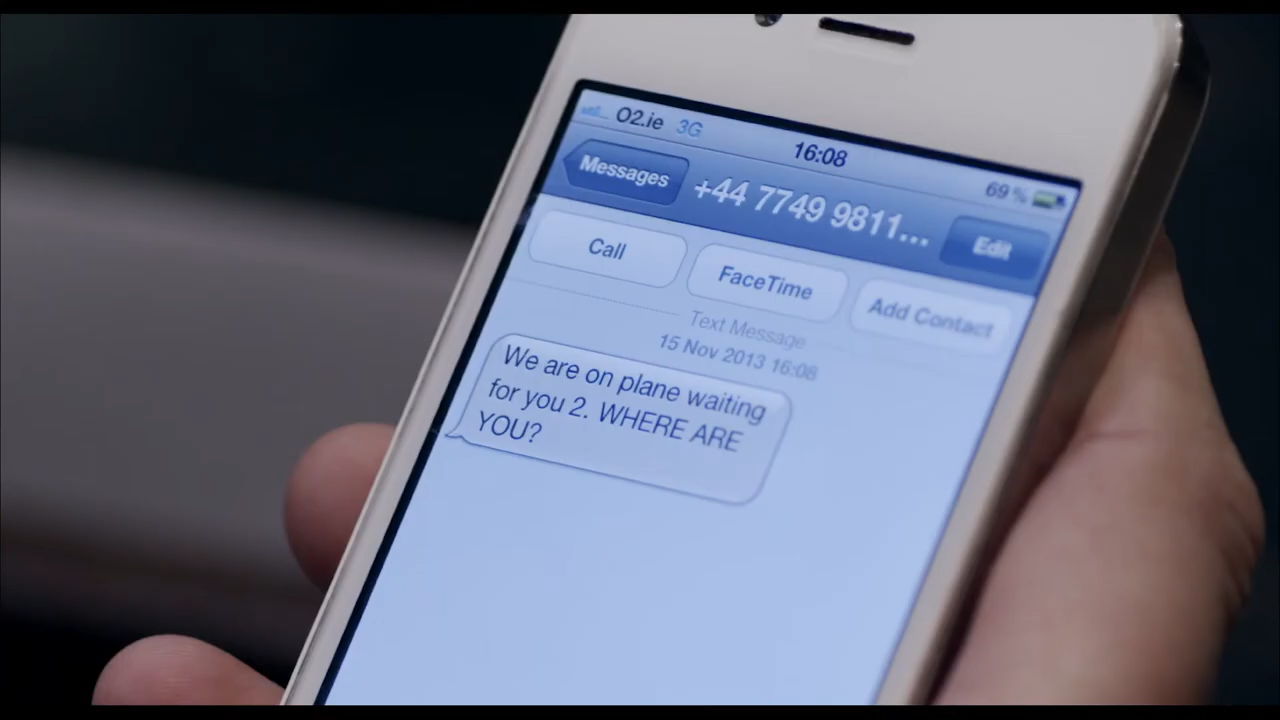 O2.ie 3G 16:08 69%
Messages +44 7749 9811... Edit
Call FaceTime Add Contact
Text Message
15 Nov 2013 16:08
We are on plane waiting
for you 2. WHERE ARE
YOU?